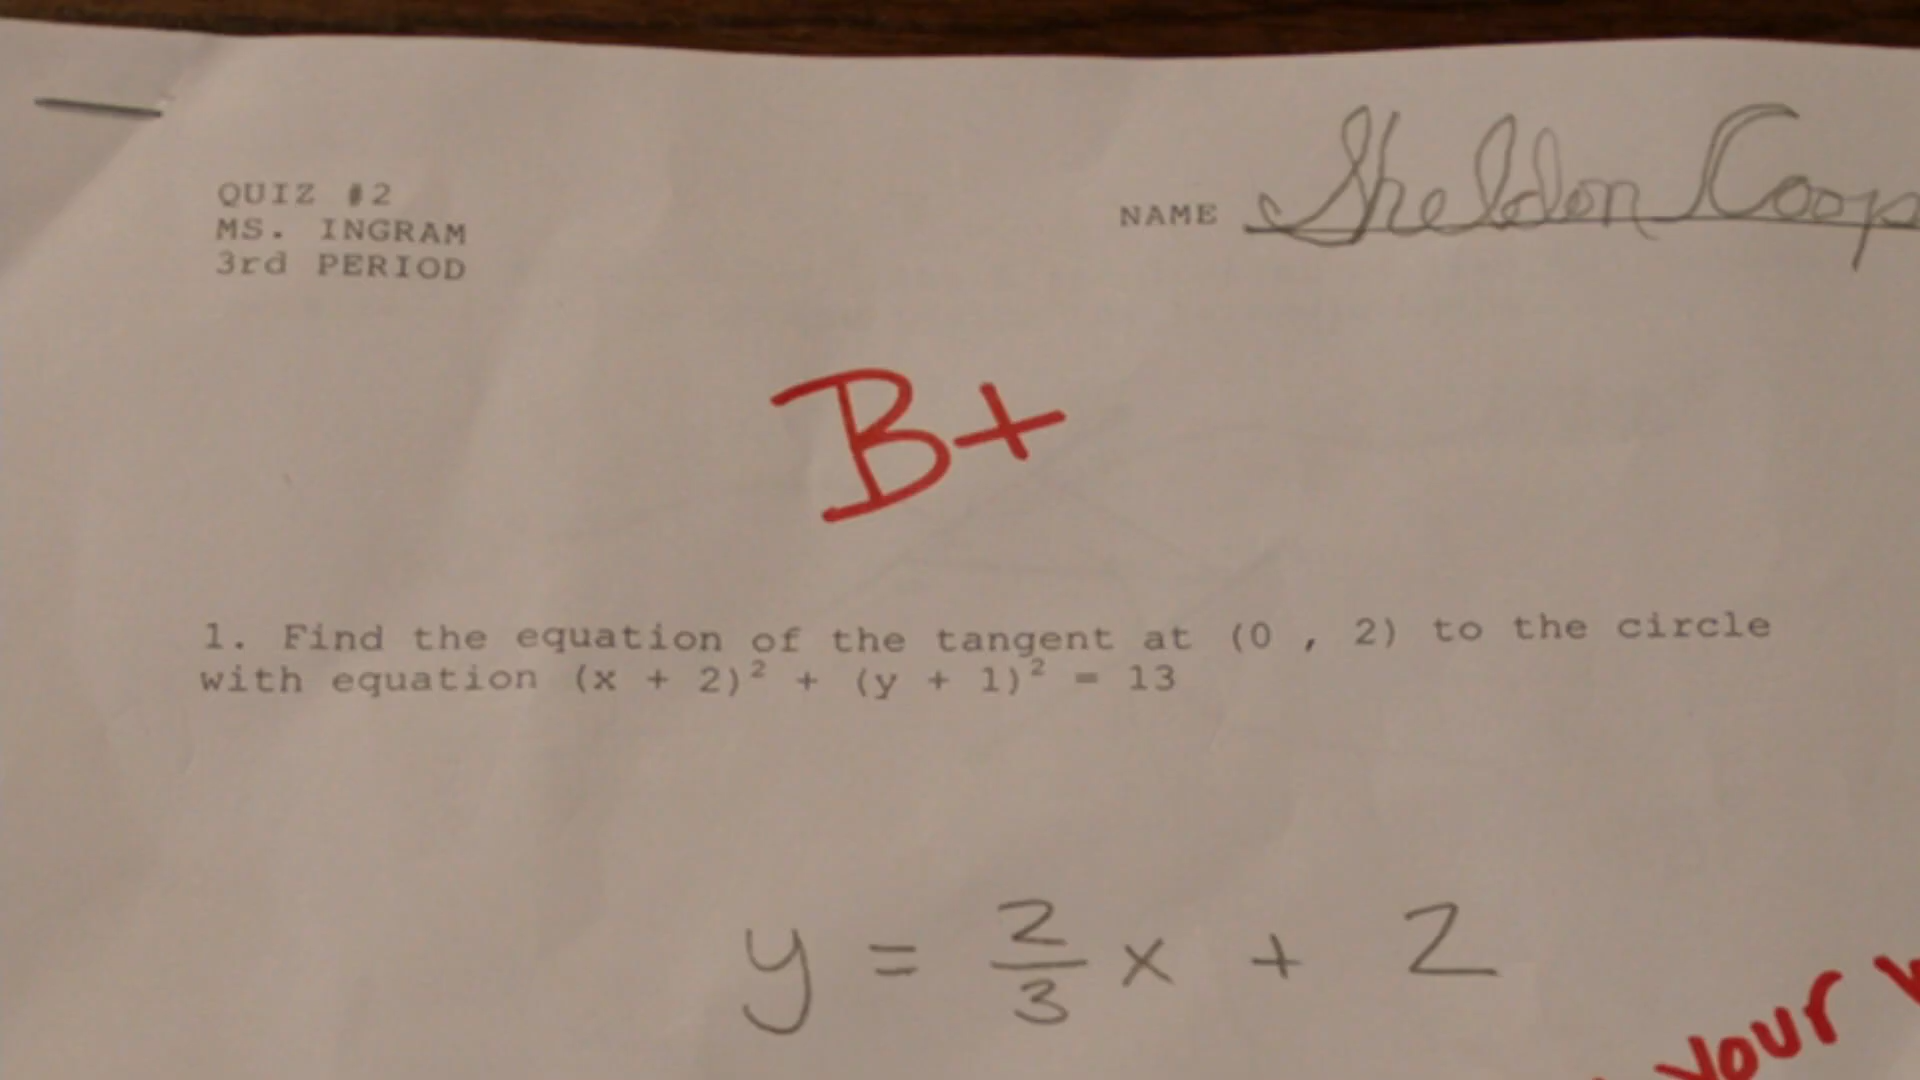 QUIZ #2
MS. INGRAM
3rd PERIOD
NAME Sheldon Coop
B+
1. Find the equation of the tangent at (0 , 2) to the circle
with equation (x + 2)² + (y + 1)² = 13
y = 2/3 x + 2
your